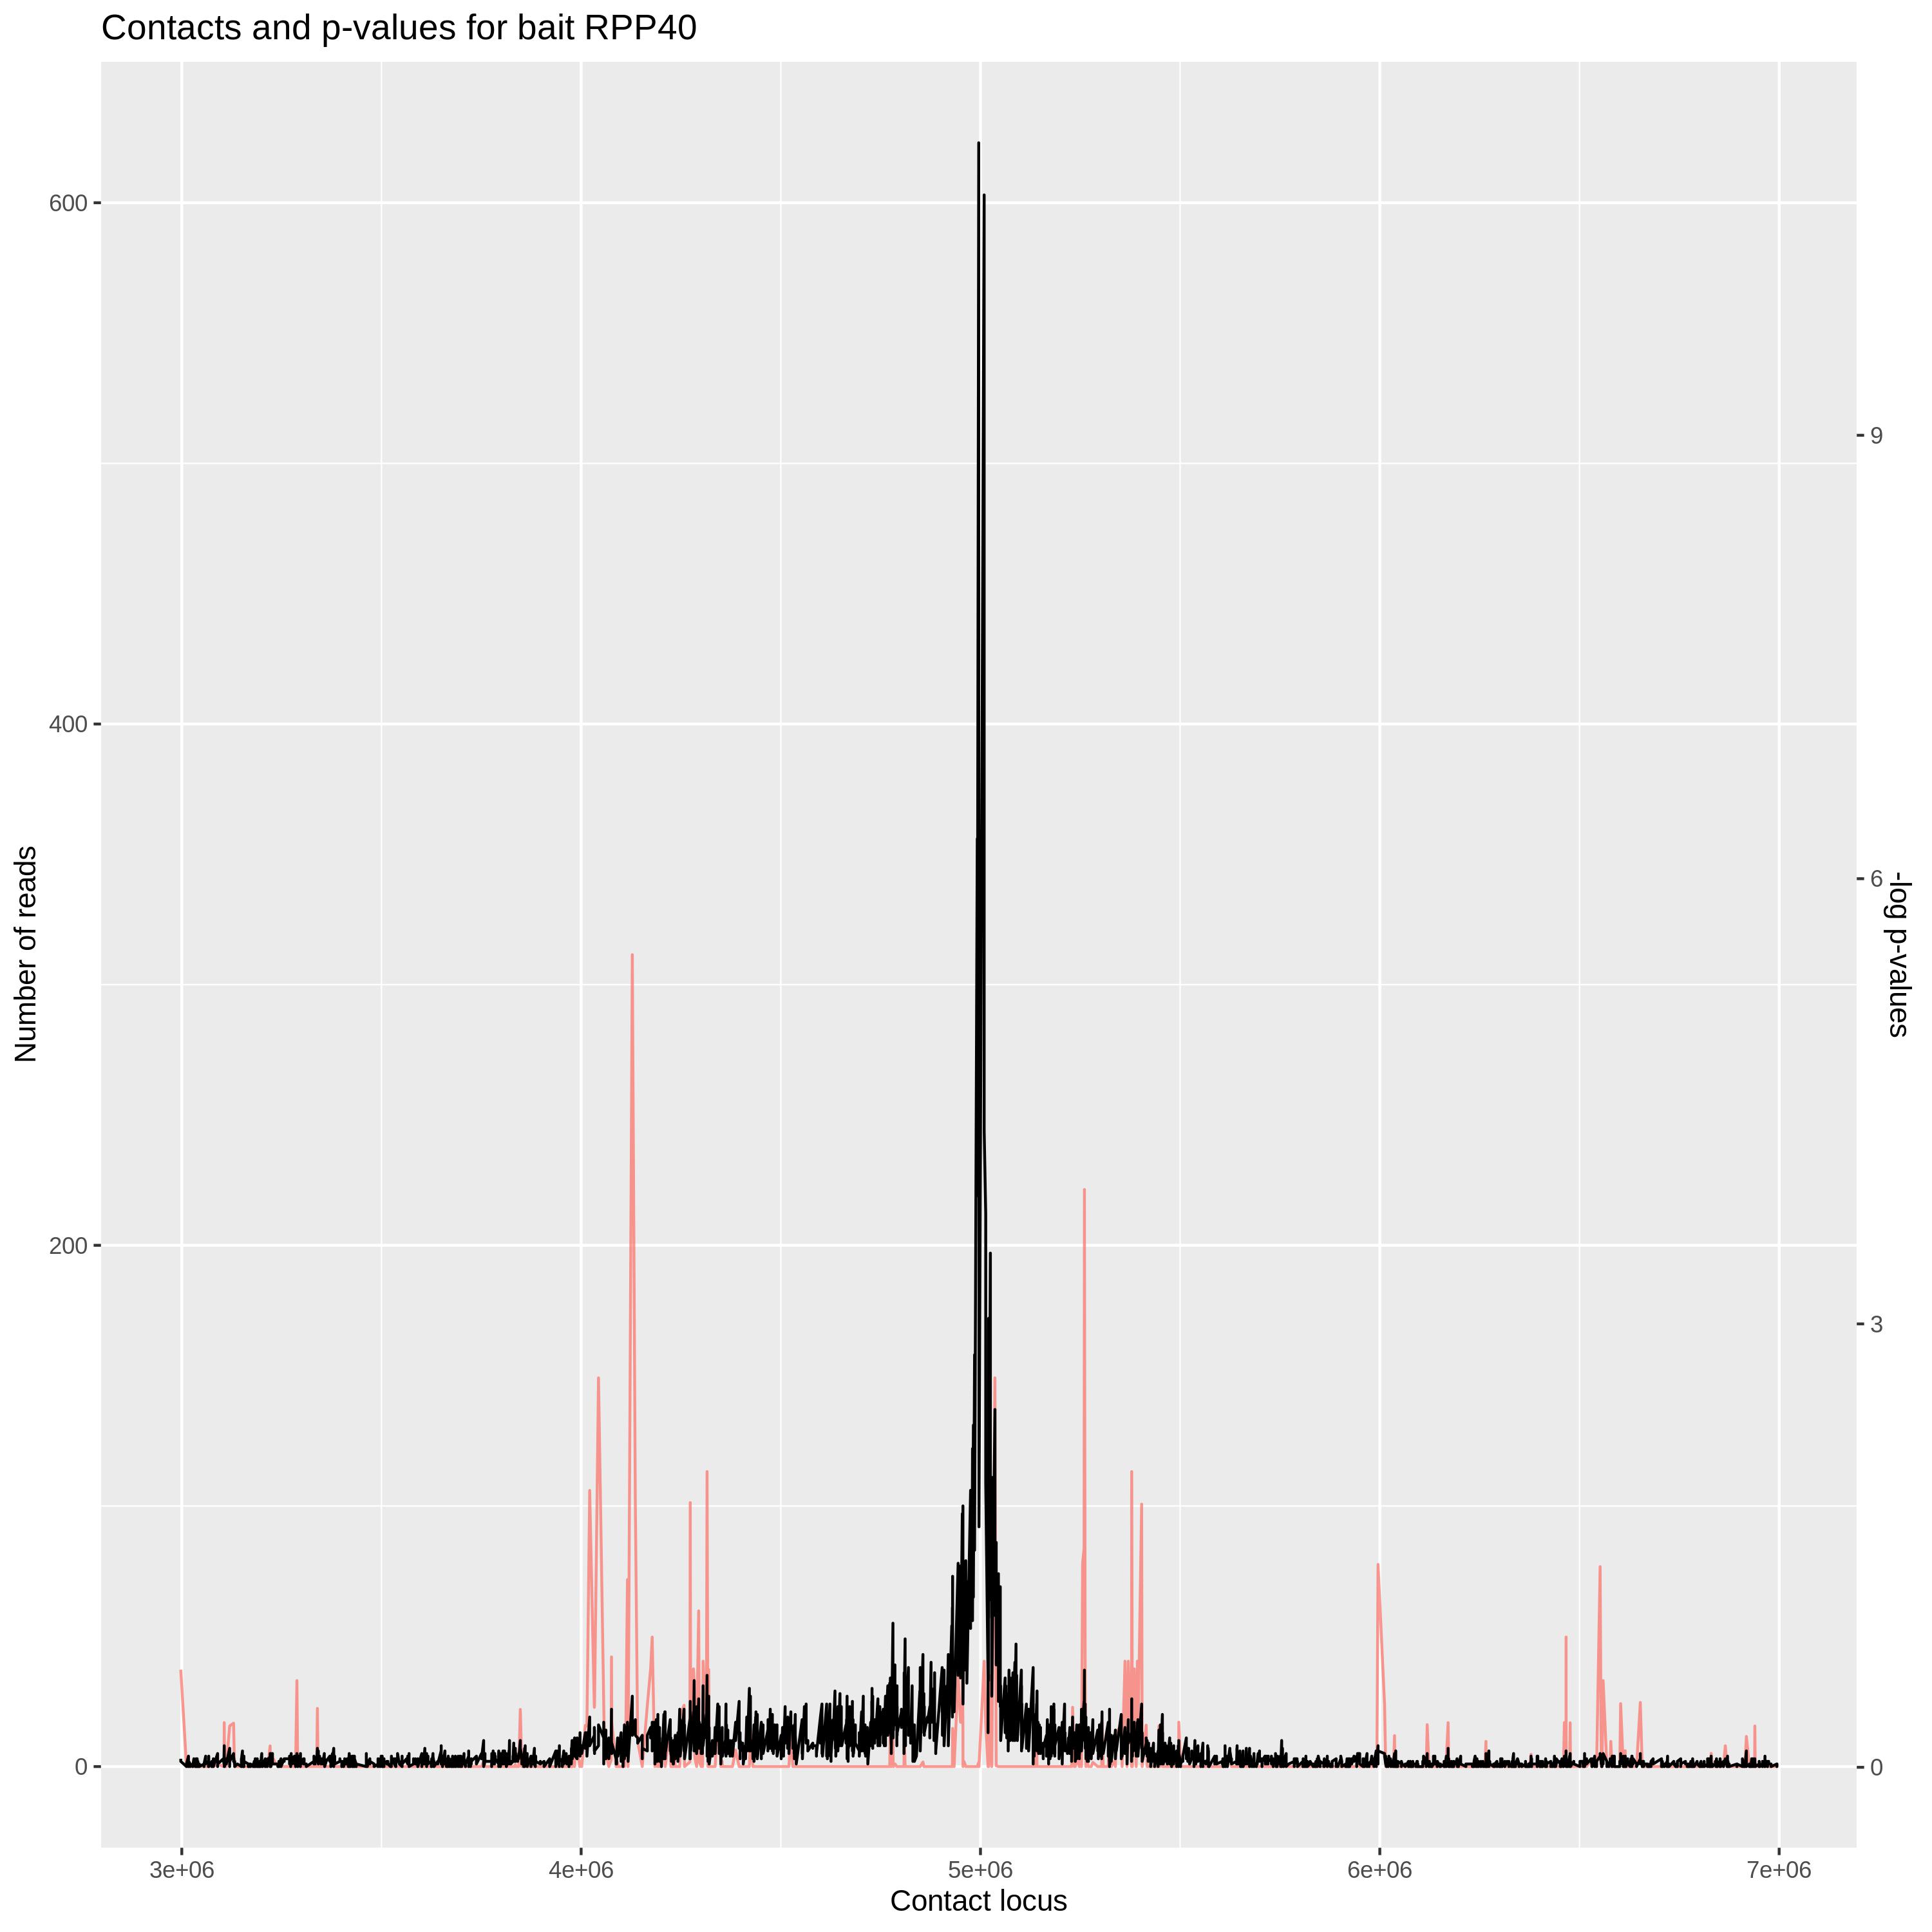 Contacts and p-values for bait RPP40
600
400
200
0
Number of reads
9
6
3
0
-log p-values
3e+06
4e+06
5e+06
6e+06
7e+06
Contact locus